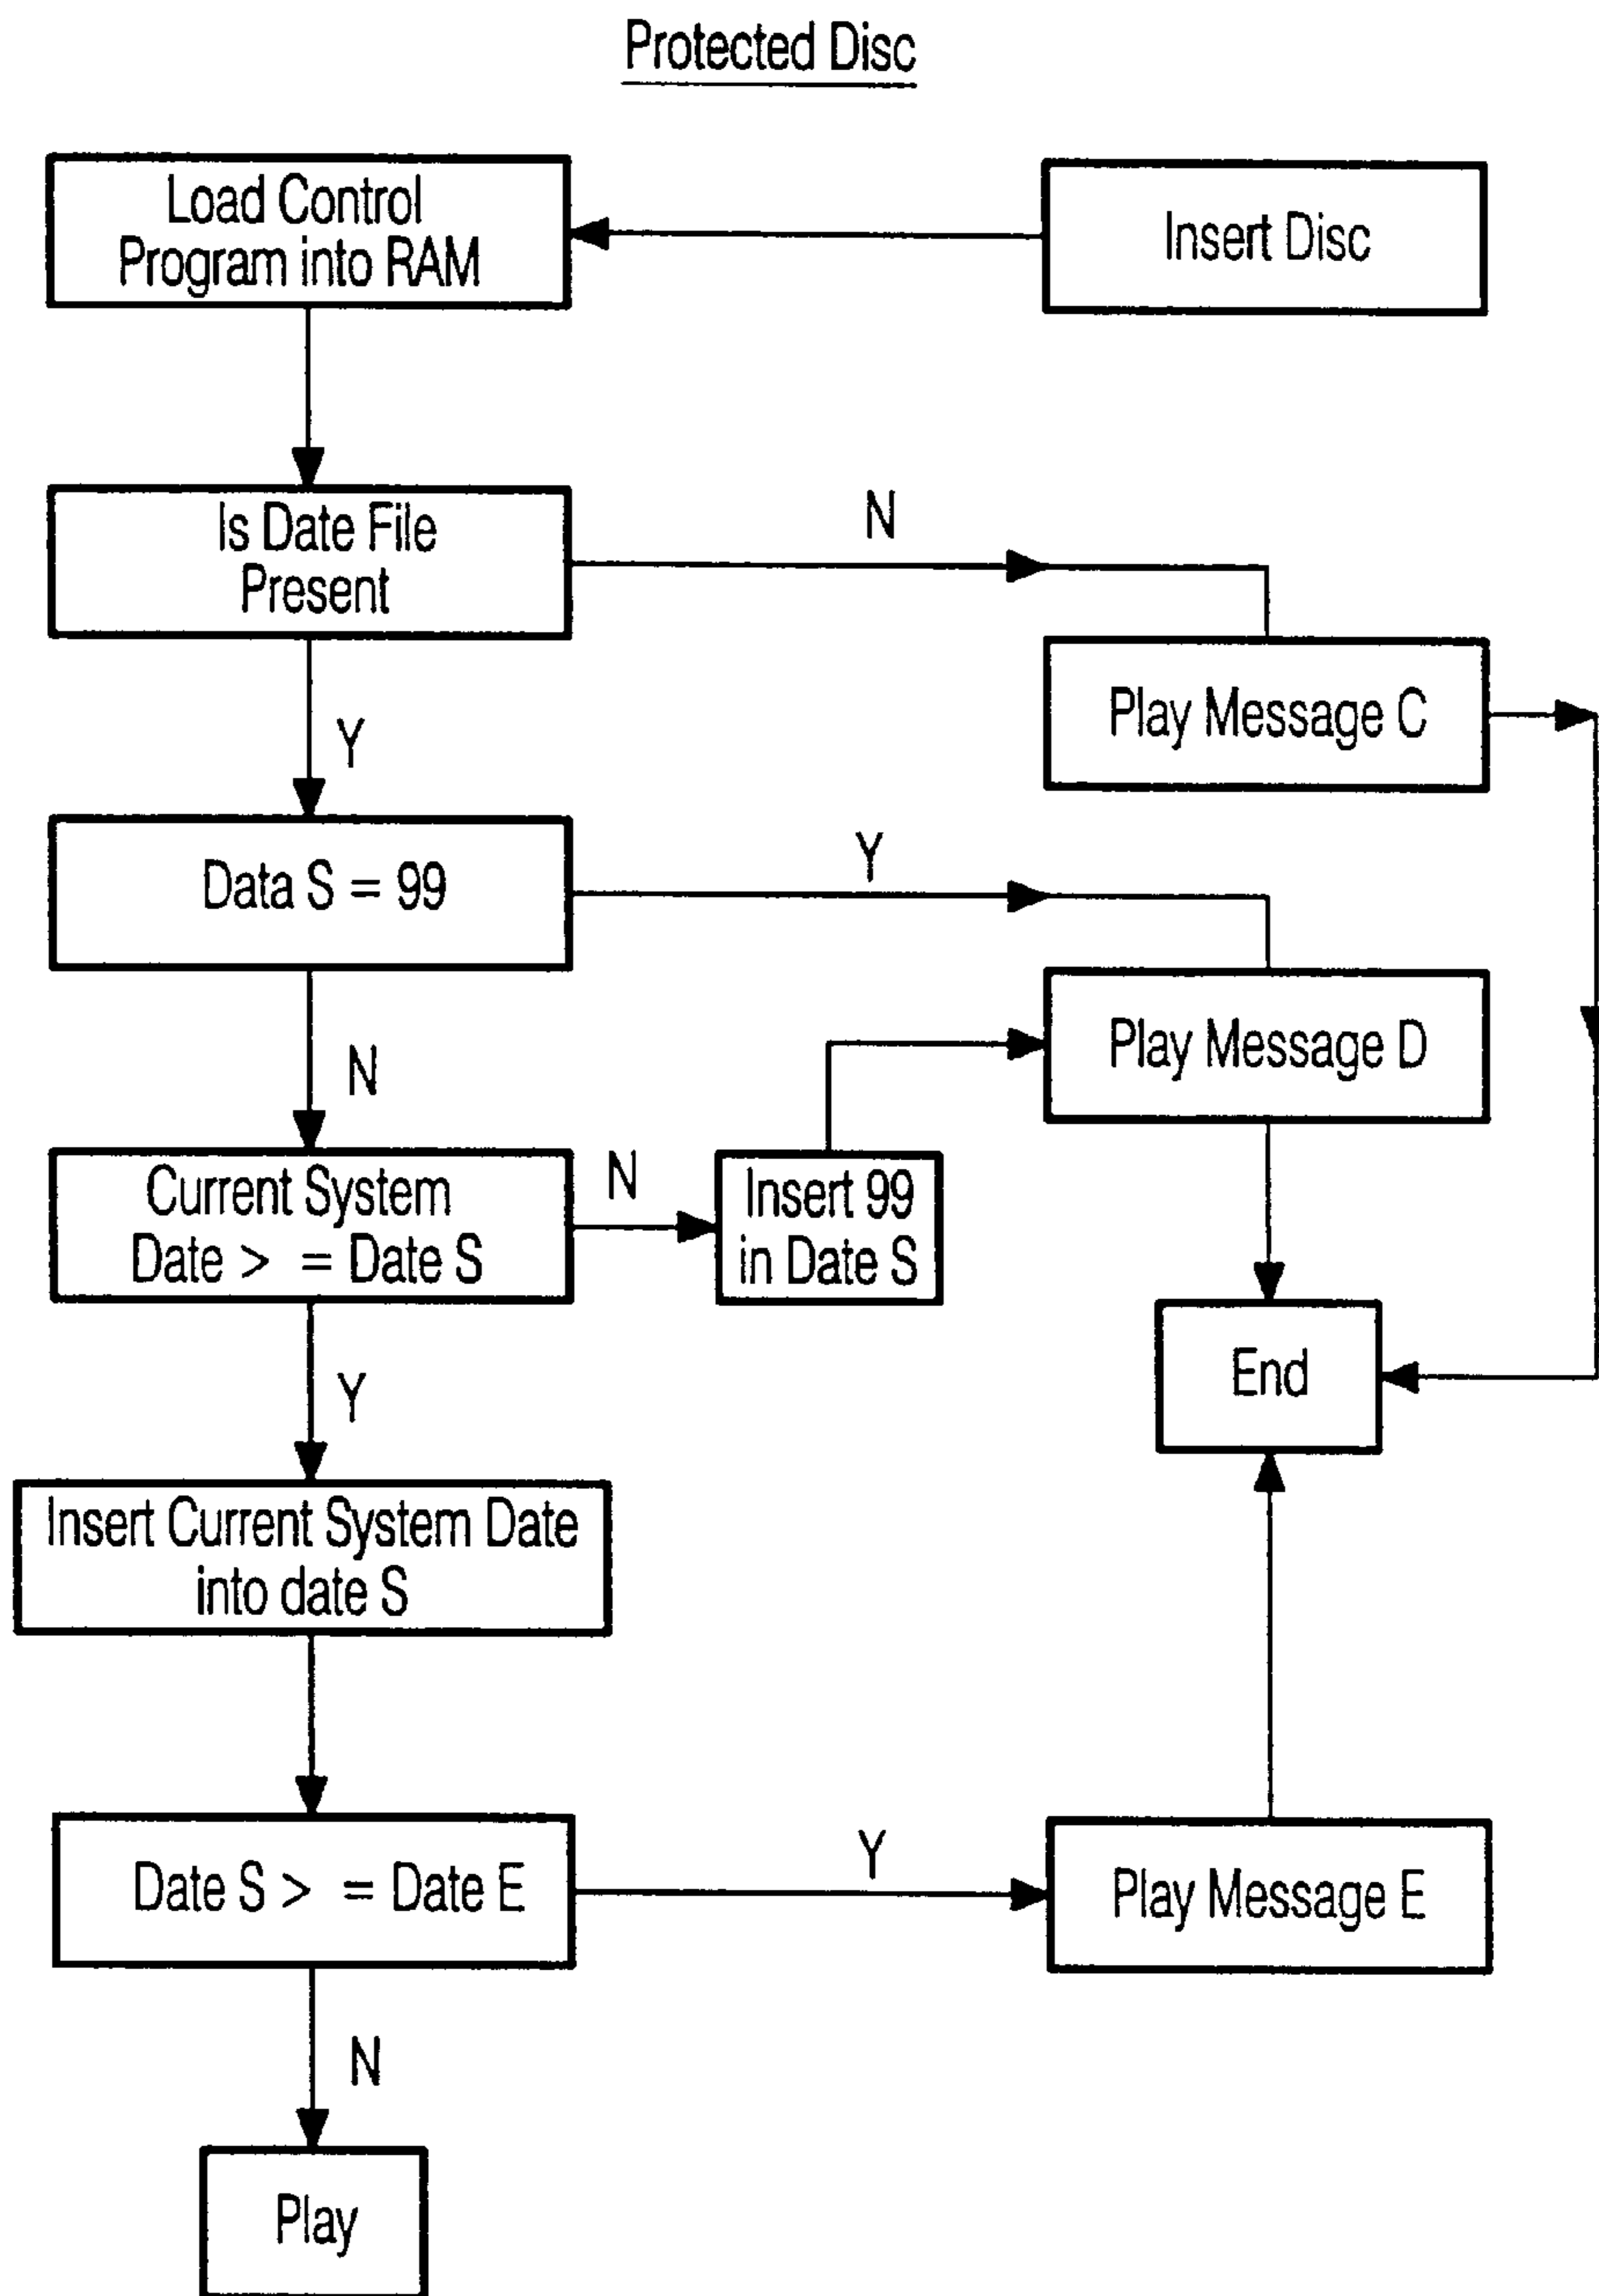 Protected Disc
Load Control
Program into RAM
Insert Disc
Is Date File
Present
N
Play Message C
Y
Data S = 99
Y
Play Message D
N
Current System
Date > = Date S
N
Insert 99
in Date S
End
Y
Insert Current System Date
into date S
Date S > = Date E
Y
Play Message E
N
Play